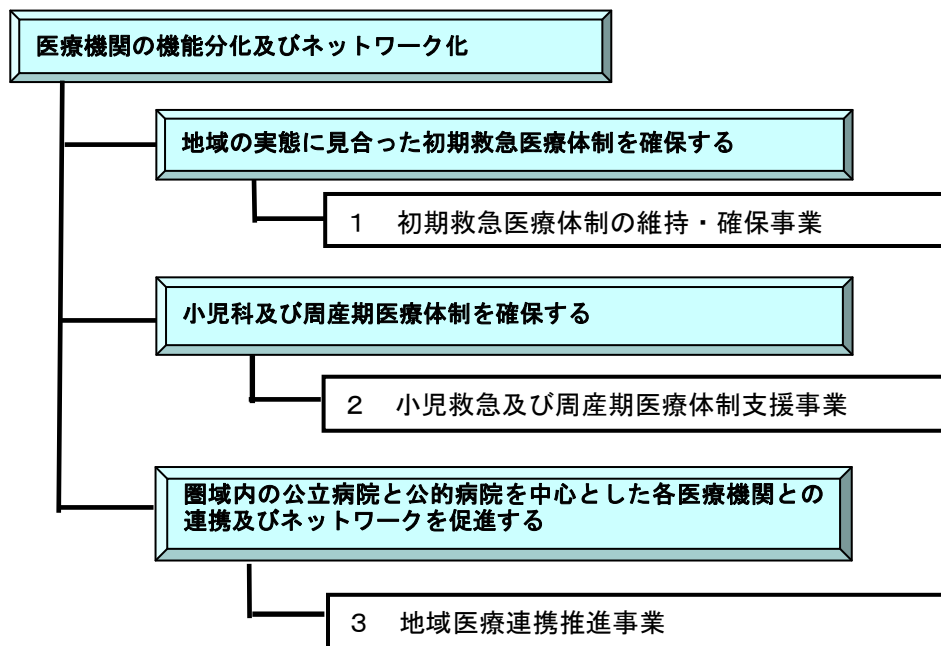 医療機関の機能分化及びネットワーク化
地域の実態に見合った初期救急医療体制を確保する
１　初期救急医療体制の維持・確保事業
小児科及び周産期医療体制を確保する
２　小児救急及び周産期医療体制支援事業
圏域内の公立病院と公的病院を中心とした各医療機関との
連携及びネットワークを促進する
３　地域医療連携推進事業